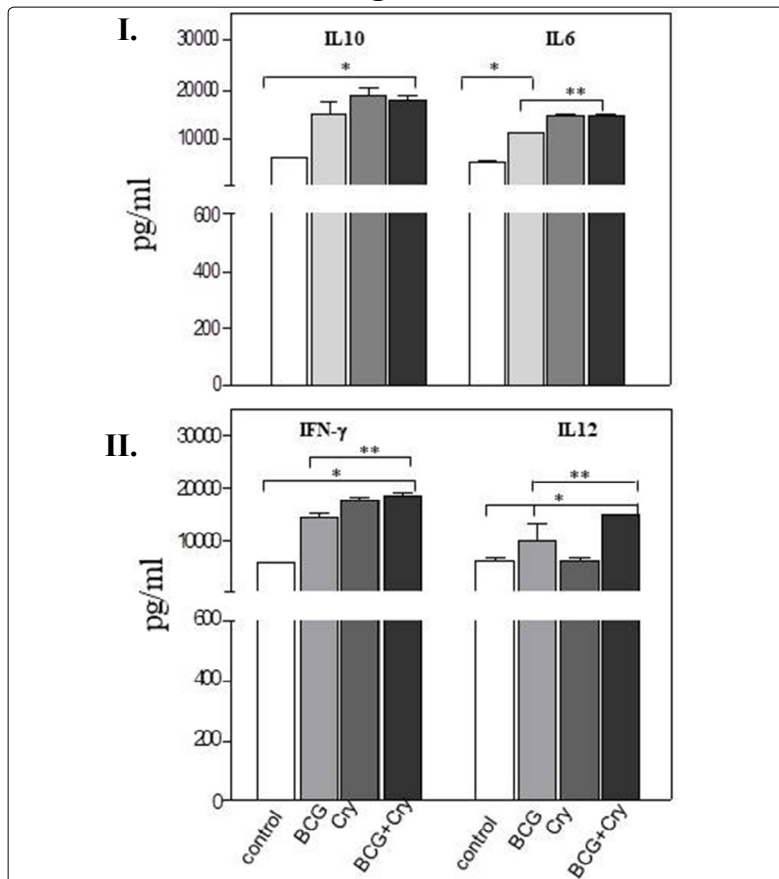 I.
IL10
IL6
30000
20000
10000
*
*
**
pg/ml
600
400
200
0
II.
IFN-γ
IL12
30000
20000
10000
**
*
**
*
pg/ml
600
400
200
0
control
BCG
Cry
BCG+Cry
control
BCG
Cry
BCG+Cry